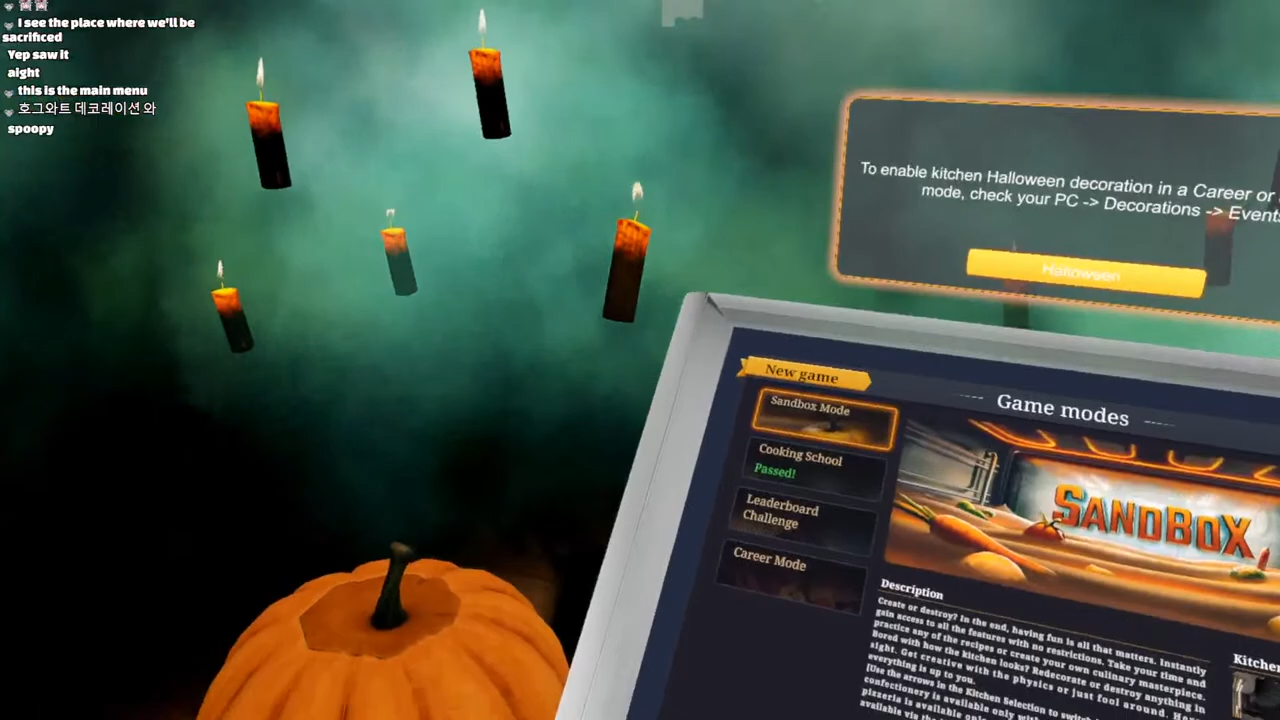 I see the place where we'll be
sacrificed
Yep saw it
aight
this is the main menu
호그와트 데코레이션 와
spoopy
To enable kitchen Halloween decoration in a Career or
mode, check your PC -> Decorations -> Events
Halloween
New game
Game modes
Sandbox Mode
Cooking School
Passed!
Leaderboard
Challenge
Career Mode
SANDBOX
Description
Create or destroy? In the end, having fun is all that matters. Instantly
gain access to all the features with no restrictions. Take your time and
practice any of the recipes or create your own culinary masterpiece.
Bored with how the kitchen looks? Redecorate or destroy anything in
sight. Get creative with the physics or just fool around.
everything is up to you.
[Use the arrow in the Kitchen Selection to switch
confectionery is available only
pizzeria is available only
available via the
Kitchen